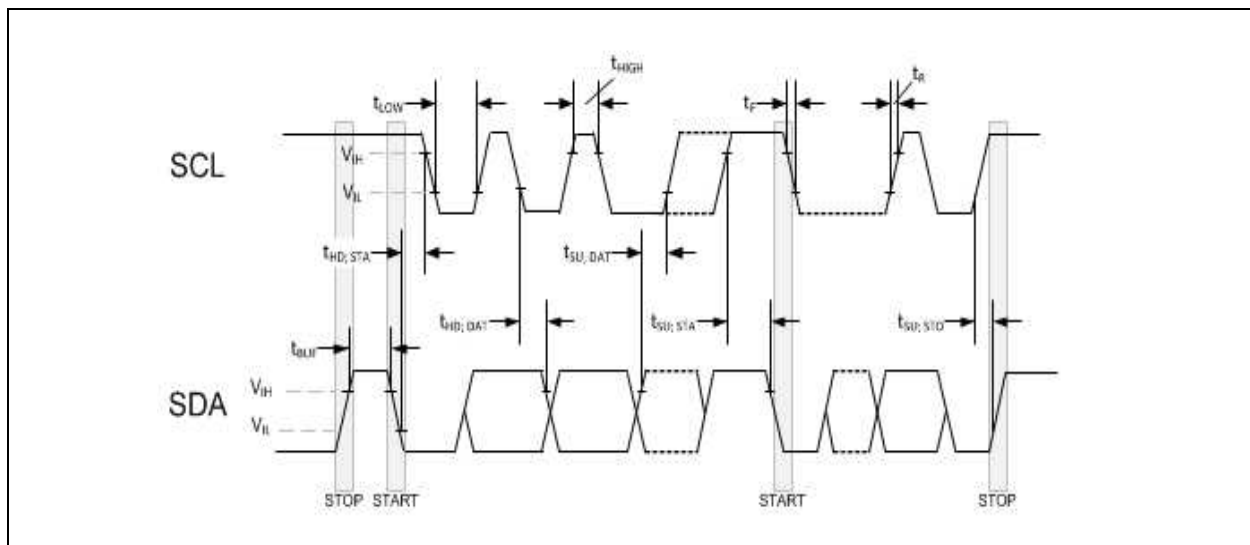 tHIGH
tR
tLOW
tF
SCL
VIH
VIL
tHD; STA
tSU; DAT
tHD; DAT
tSU; STA
tSU; STO
tBUF
VIH
SDA
VIL
STOP START START STOP